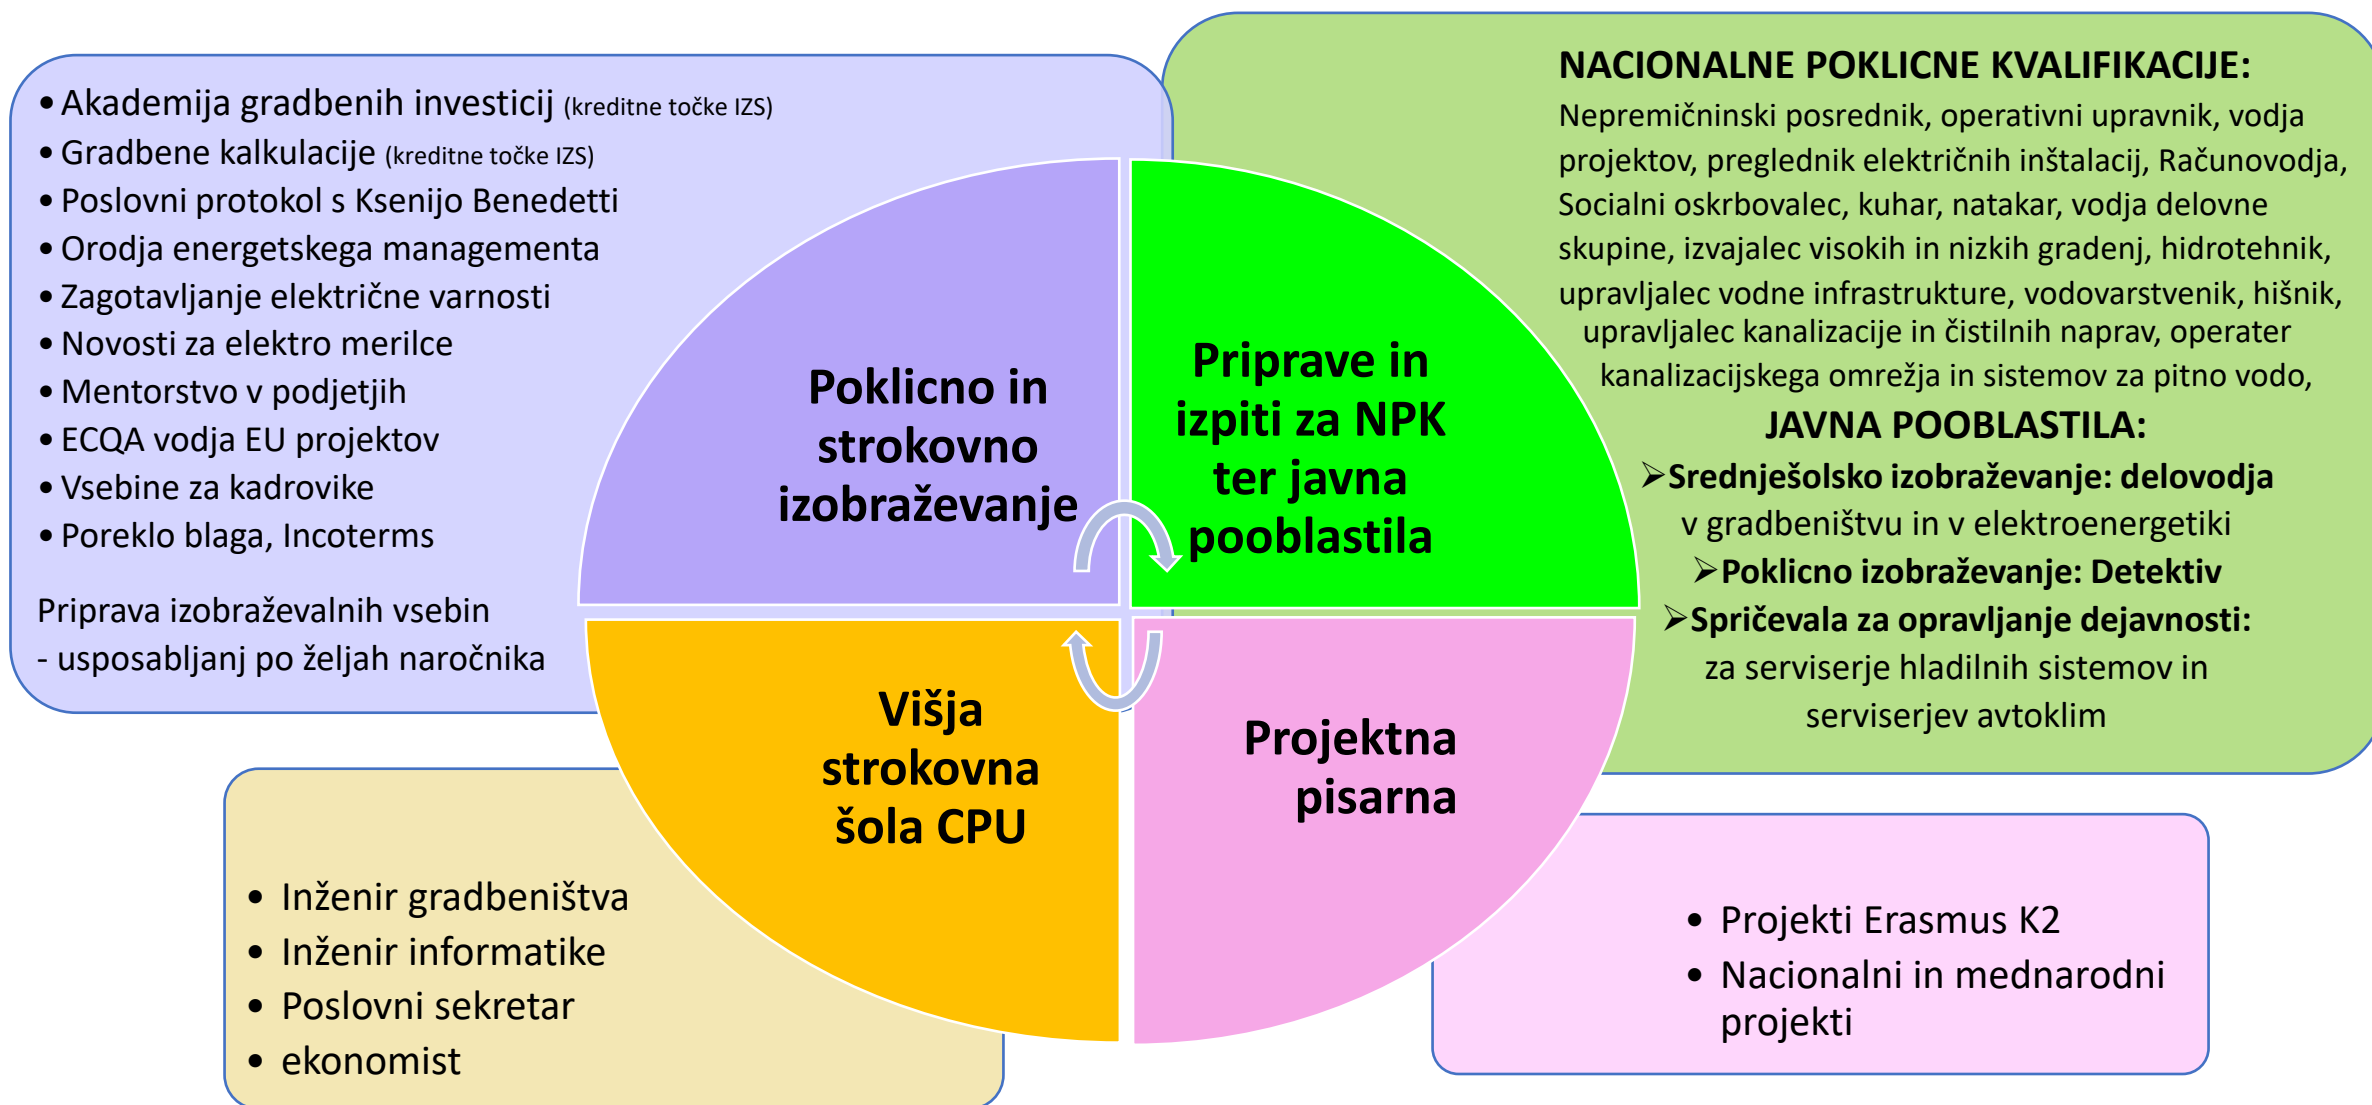 • Akademija gradbenih investicij (kreditne točke IZS)
• Gradbene kalkulacije (kreditne točke IZS)
• Poslovni protokol s Ksenijo Benedetti
• Orodja energetskega managementa
• Zagotavljanje električne varnosti
• Novosti za elektro merilce
• Mentorstvo v podjetjih
• ECQA vodja EU projektov
• Vsebine za kadrovike
• Poreklo blaga, Incoterms
Priprava izobraževalnih vsebin
- usposabljanj po željah naročnika
Poklicno in
strokovno
izobraževanje
Priprave in
izpiti za NPK
ter javna
pooblastila
NACIONALNE POKLICNE KVALIFIKACIJE:
Nepremičninski posrednik, operativni upravnik, vodja
projektov, preglednik električnih inštalacij, Računovodja,
Socialni oskrbovalec, kuhar, natakar, vodja delovne
skupine, izvajalec visokih in nizkih gradenj, hidrotehnik,
upravljalec vodne infrastrukture, vodovarstvenik, hišnik,
upravljalec kanalizacije in čistilnih naprav, operater
kanalizacijskega omrežja in sistemov za pitno vodo,
JAVNA POOBLASTILA:
➢Srednješolsko izobraževanje: delovodja
v gradbeništvu in v elektroenergetiki
➢Poklicno izobraževanje: Detektiv
➢Spričevala za opravljanje dejavnosti:
za serviserje hladilnih sistemov in
serviserjev avtoklim
Višja
strokovna
šola CPU
Projektna
pisarna
• Inženir gradbeništva
• Inženir informatike
• Poslovni sekretar
• ekonomist
• Projekti Erasmus K2
• Nacionalni in mednarodni
projekti